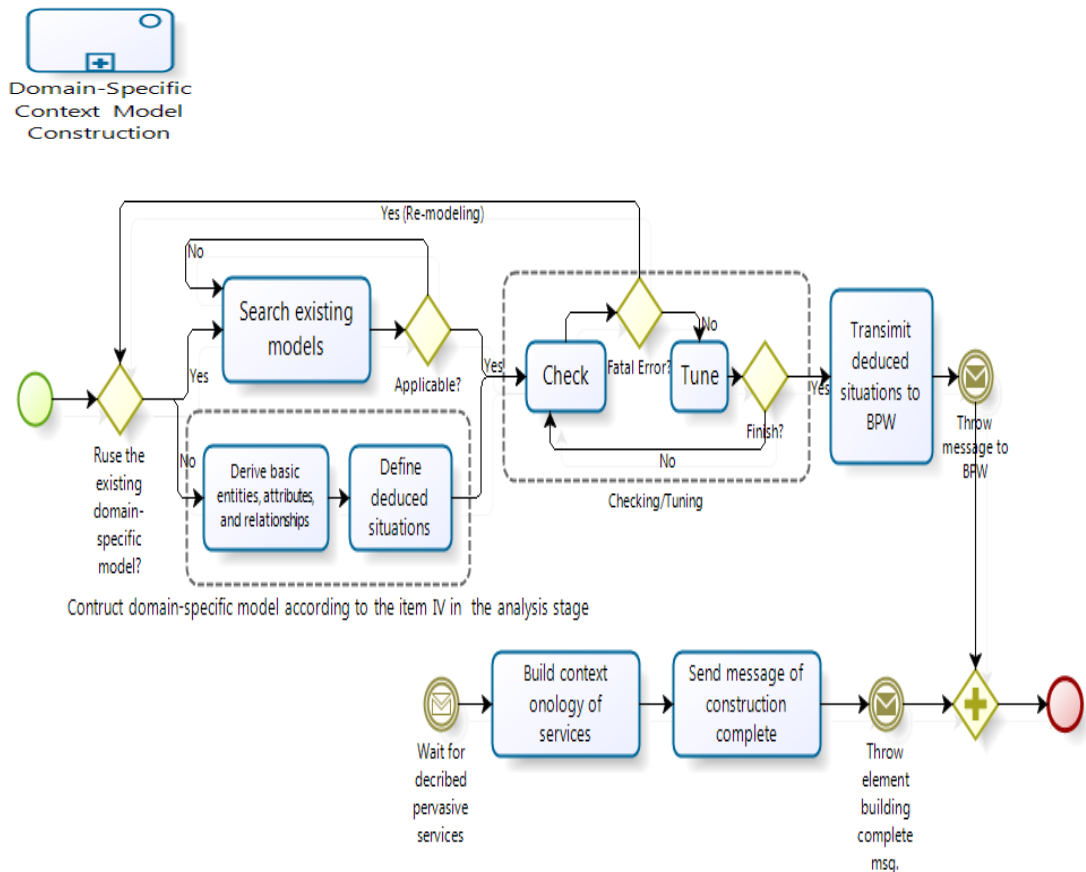 Domain-Specific
Context Model
Construction
Yes (Re-modeling)
No
Search existing
models
Applicable?
Yes
Yes
Check
Fatal Error?
No
Tune
Finish?
No
Yes
Checking/Tuning
Transimit
deduced
situations to
BPW
Throw
message to
BPW
Ruse the
existing
domain-
specific
model?
No
Derive basic
entities, attributes,
and relationships
Define
deduced
situations
Contruct domain-specific model according to the item IV in the analysis stage
Wait for
decribed
pervasive
services
Build context
onology of
services
Send message of
construction
complete
Throw
element
building
complete
msq.